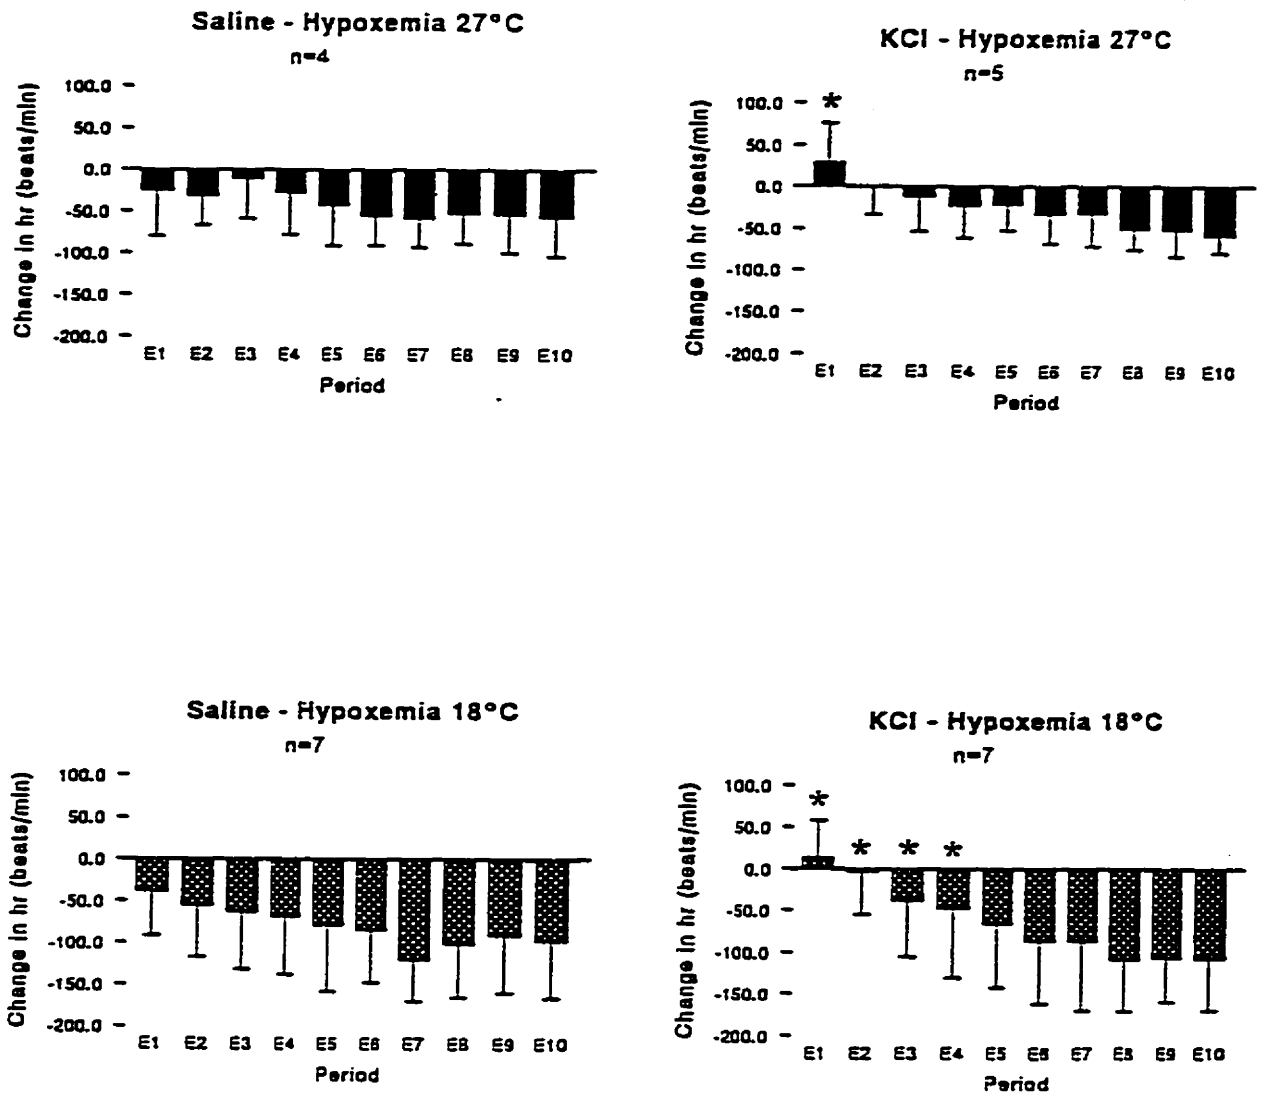 Saline - Hypoxemia 27°C
n=4
Change in hr (beats/min)
100.0
50.0
0.0
-50.0
-100.0
-150.0
-200.0
E1 E2 E3 E4 E5 E6 E7 E8 E9 E10
Period
KCl - Hypoxemia 27°C
n=5
Change in hr (beats/min)
100.0
*
50.0
0.0
-50.0
-100.0
-150.0
-200.0
E1 E2 E3 E4 E5 E6 E7 E8 E9 E10
Period
Saline - Hypoxemia 18°C
n=7
Change in hr (beats/min)
100.0
50.0
0.0
-50.0
-100.0
-150.0
-200.0
E1 E2 E3 E4 E5 E6 E7 E8 E9 E10
Period
KCl - Hypoxemia 18°C
n=7
Change in hr (beats/min)
100.0
*
50.0
* * *
0.0
-50.0
-100.0
-150.0
-200.0
E1 E2 E3 E4 E5 E6 E7 E8 E9 E10
Period